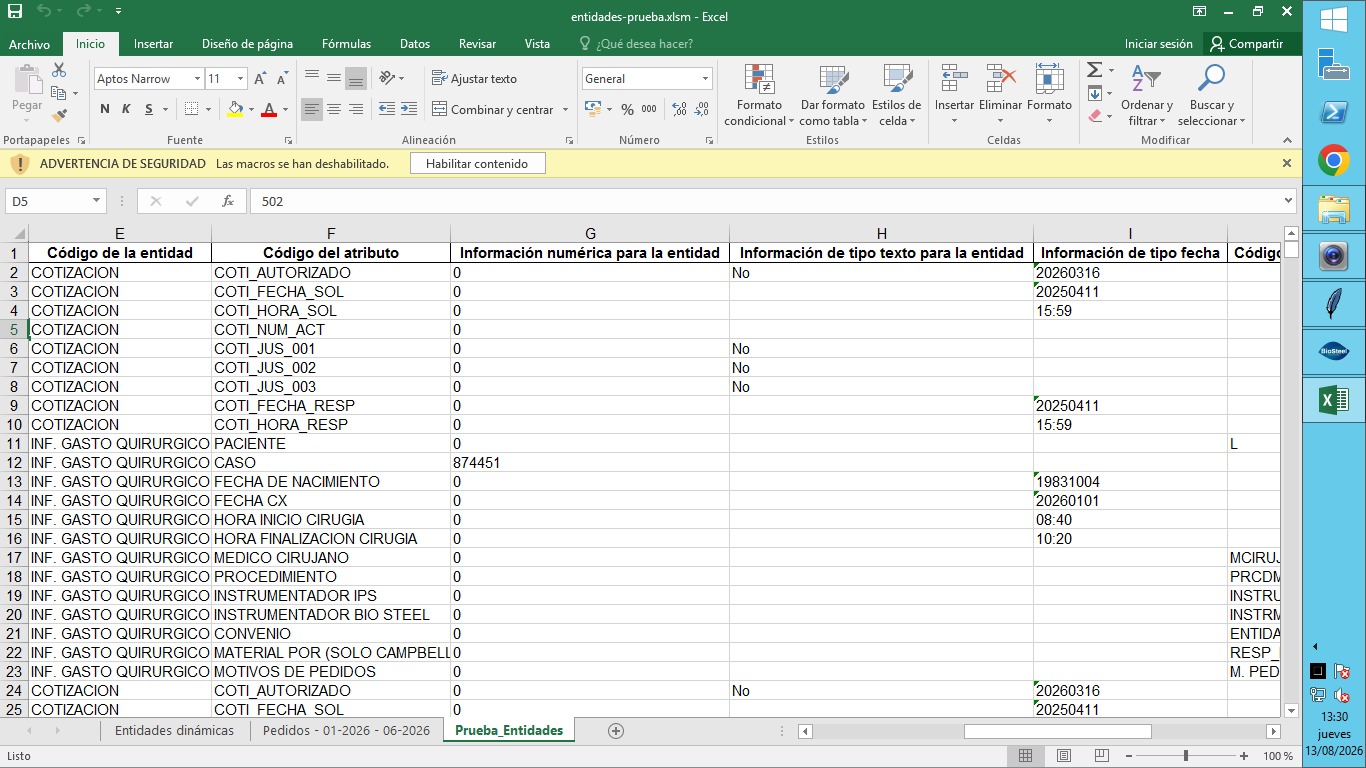 entidades-prueba.xlsm - Excel
Archivo Inicio Insertar Diseño de página Fórmulas Datos Revisar Vista ¿Qué desea hacer? Iniciar sesión Compartir
Pegar Aptos Narrow 11 N K S Ajustar texto Combinar y centrar General % 000 Formato condicional Dar formato como tabla Estilos de celda Insertar Eliminar Formato Ordenar y filtrar Buscar y seleccionar
Portapapeles Fuente Alineación Número Estilos Celdas Modificar
ADVERTENCIA DE SEGURIDAD Las macros se han deshabilitado. Habilitar contenido
D5 fx 502
E F G H I
1 Código de la entidad Código del atributo Información numérica para la entidad Información de tipo texto para la entidad Información de tipo fecha Código
2 COTIZACION COTI_AUTORIZADO 0 No 20260316
3 COTIZACION COTI_FECHA_SOL 0 20250411
4 COTIZACION COTI_HORA_SOL 0 15:59
5 COTIZACION COTI_NUM_ACT 0
6 COTIZACION COTI_JUS_001 0 No
7 COTIZACION COTI_JUS_002 0 No
8 COTIZACION COTI_JUS_003 0 No
9 COTIZACION COTI_FECHA_RESP 0 20250411
10 COTIZACION COTI_HORA_RESP 0 15:59
11 INF. GASTO QUIRURGICO PACIENTE 0 L
12 INF. GASTO QUIRURGICO CASO 874451
13 INF. GASTO QUIRURGICO FECHA DE NACIMIENTO 0 19831004
14 INF. GASTO QUIRURGICO FECHA CX 0 20260101
15 INF. GASTO QUIRURGICO HORA INICIO CIRUGIA 0 08:40
16 INF. GASTO QUIRURGICO HORA FINALIZACION CIRUGIA 0 10:20
17 INF. GASTO QUIRURGICO MEDICO CIRUJANO 0 MCIRUJ
18 INF. GASTO QUIRURGICO PROCEDIMIENTO 0 PRCDM
19 INF. GASTO QUIRURGICO INSTRUMENTADOR IPS 0 INSTRU
20 INF. GASTO QUIRURGICO INSTRUMENTADOR BIO STEEL 0 INSTRM
21 INF. GASTO QUIRURGICO CONVENIO 0 ENTIDA
22 INF. GASTO QUIRURGICO MATERIAL POR (SOLO CAMPBELL 0 RESP_
23 INF. GASTO QUIRURGICO MOTIVOS DE PEDIDOS 0 M. PED
24 COTIZACION COTI_AUTORIZADO 0 No 20260316
25 COTIZACION COTI_FECHA_SOL 0 20250411
Entidades dinámicas Pedidos - 01-2026 - 06-2026 Prueba_Entidades
Listo 100 %
BioSteel
13:30
jueves
13/08/2026